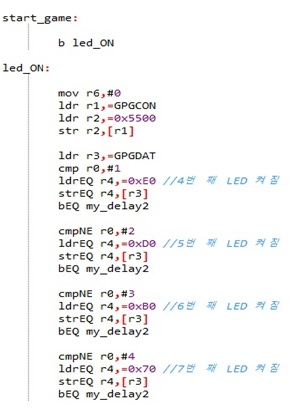 start_game:
b led_ON
led_ON:
mov r6,#0
ldr r1,=GPGCON
ldr r2,=0x5500
str r2,[r1]
ldr r3,=GPGDAT
cmp r0,#1
ldrEQ r4,=0xE0 //4번 째 LED 켜짐
strEQ r4,[r3]
bEQ my_delay2
cmpNE r0,#2
ldrEQ r4,=0xD0 //5번 째 LED 켜짐
strEQ r4,[r3]
bEQ my_delay2
cmpNE r0,#3
ldrEQ r4,=0xB0 //6번 째 LED 켜짐
strEQ r4,[r3]
bEQ my_delay2
cmpNE r0,#4
ldrEQ r4,=0x70 //7번 째 LED 켜짐
strEQ r4,[r3]
bEQ my_delay2